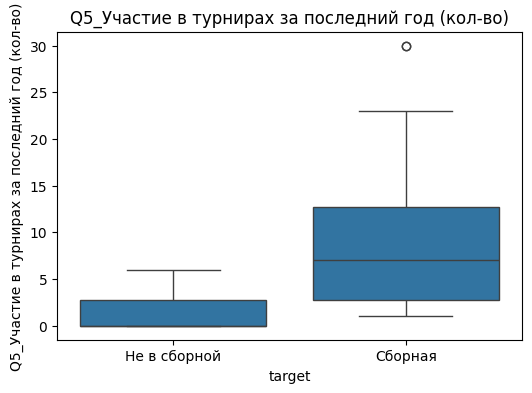 Q5_Участие в турнирах за последний год (кол-во)
Q5_Участие в турнирах за последний год (кол-во)
30
25
20
15
10
5
0
Не в сборной
Сборная
target